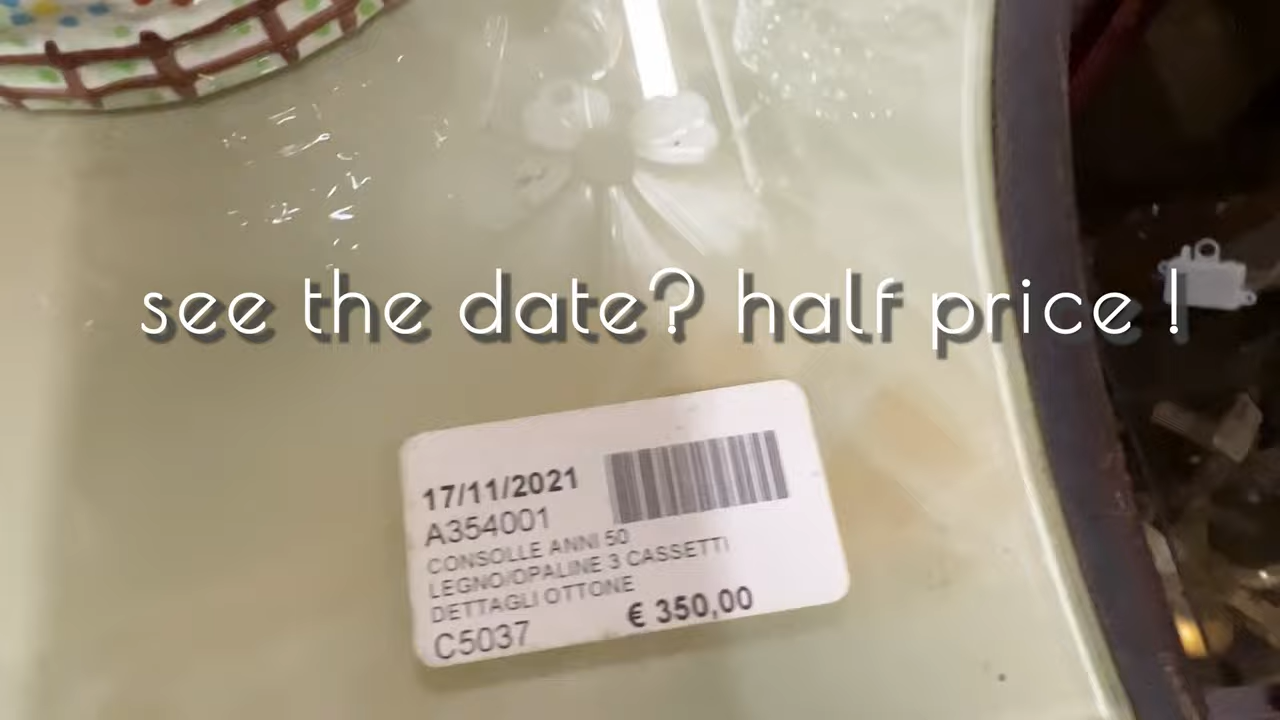 see the date? half price !
17/11/2021
A354001
CONSOLLE ANNI 50
LEGNO/OPALINE 3 CASSETTI
DETTAGLI OTTONE
€ 350,00
C5037